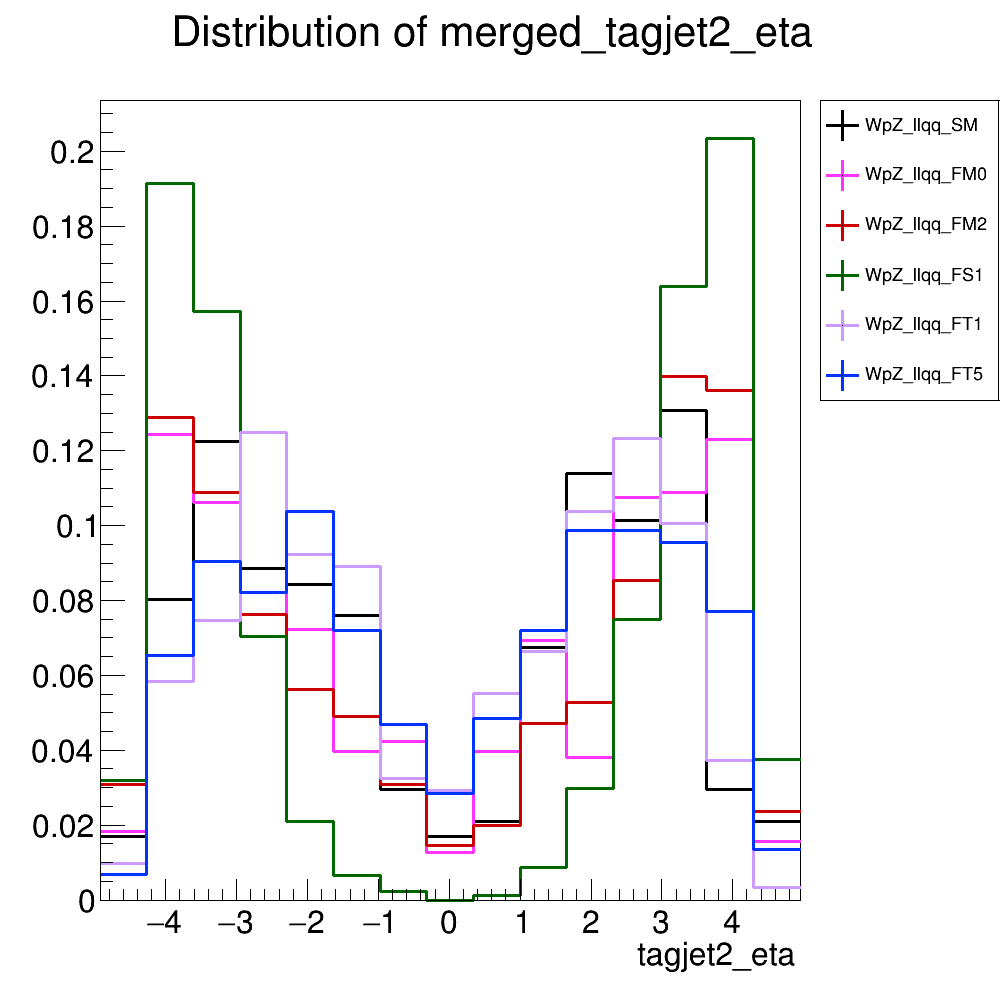 Distribution of merged_tagjet2_eta
WpZ_llqq_SM
WpZ_llqq_FM0
WpZ_llqq_FM2
WpZ_llqq_FS1
WpZ_llqq_FT1
WpZ_llqq_FT5
0.2
0.18
0.16
0.14
0.12
0.1
0.08
0.06
0.04
0.02
0
−4 −3 −2 −1 0 1 2 3 4
tagjet2_eta